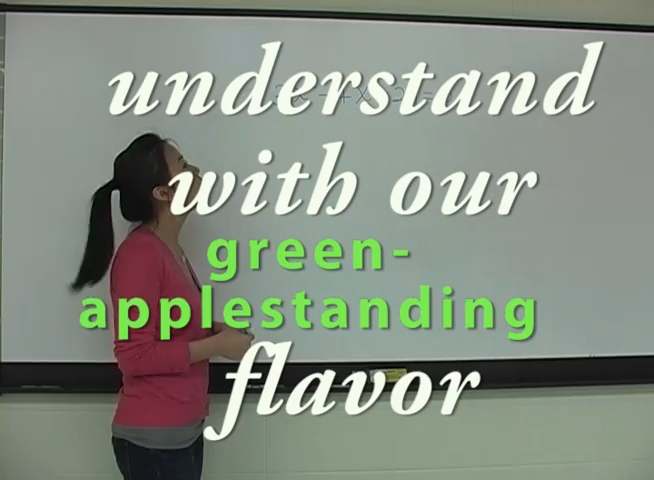 understand
with our
green-
applestanding
flavor